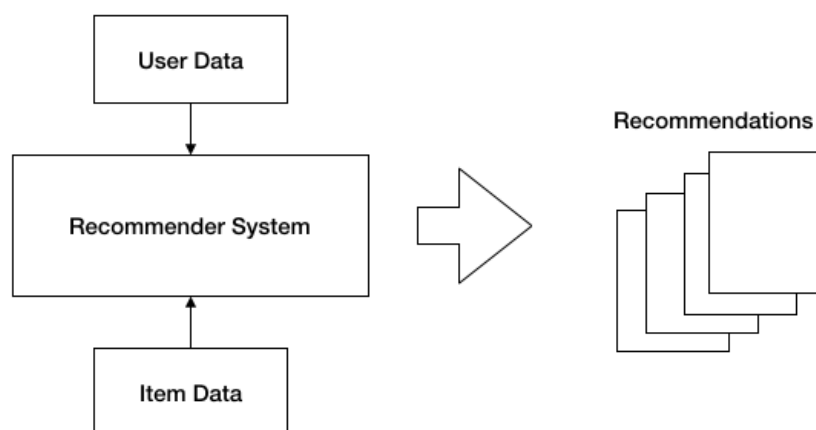 User Data
Recommendations
Recommender System
Item Data